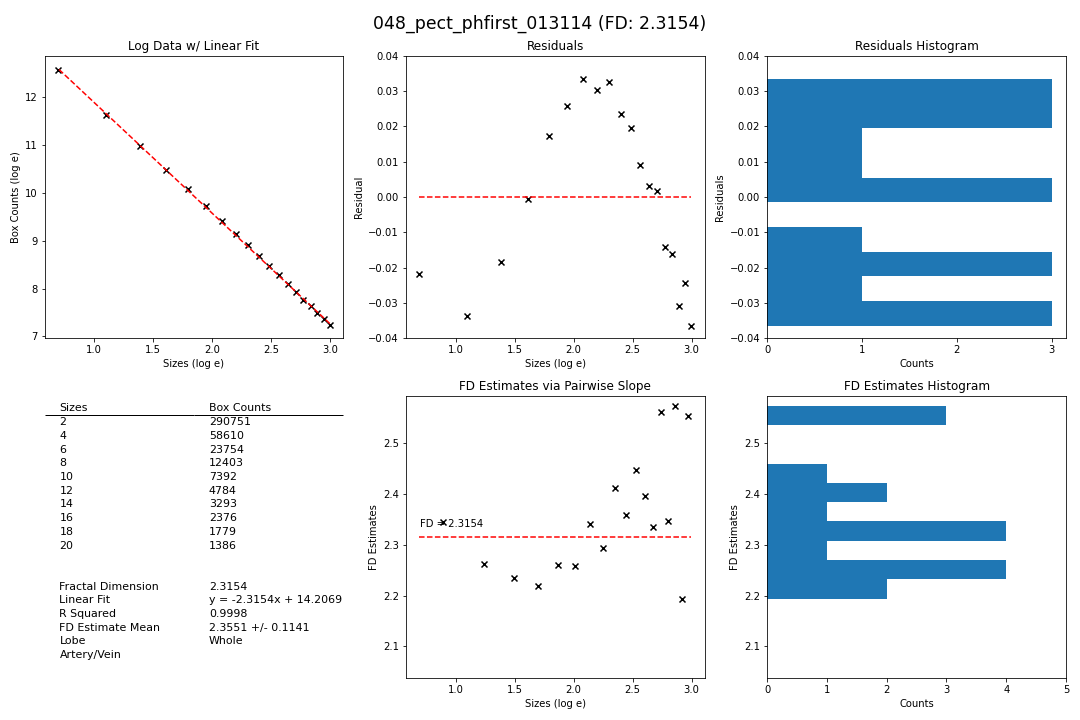 048_pect_phfirst_013114 (FD: 2.3154)
Log Data w/ Linear Fit
Box Counts (log e)
12
11
10
9
8
7
1.0 1.5 2.0 2.5 3.0
Sizes (log e)
Residuals
Residual
0.04
0.03
0.02
0.01
0.00
−0.01
−0.02
−0.03
−0.04
1.0 1.5 2.0 2.5 3.0
Sizes (log e)
Residuals Histogram
Residuals
0.04
0.03
0.02
0.01
0.00
−0.01
−0.02
−0.03
−0.04
0 1 2 3
Counts
Sizes Box Counts
2 290751
4 58610
6 23754
8 12403
10 7392
12 4784
14 3293
16 2376
18 1779
20 1386
Fractal Dimension 2.3154
Linear Fit y = -2.3154x + 14.2069
R Squared 0.9998
FD Estimate Mean 2.3551 +/- 0.1141
Lobe Whole
Artery/Vein
FD Estimates via Pairwise Slope
FD Estimates
2.5
2.4
2.3
2.2
2.1
FD = 2.3154
1.0 1.5 2.0 2.5 3.0
Sizes (log e)
FD Estimates Histogram
FD Estimates
2.5
2.4
2.3
2.2
2.1
0 1 2 3 4 5
Counts